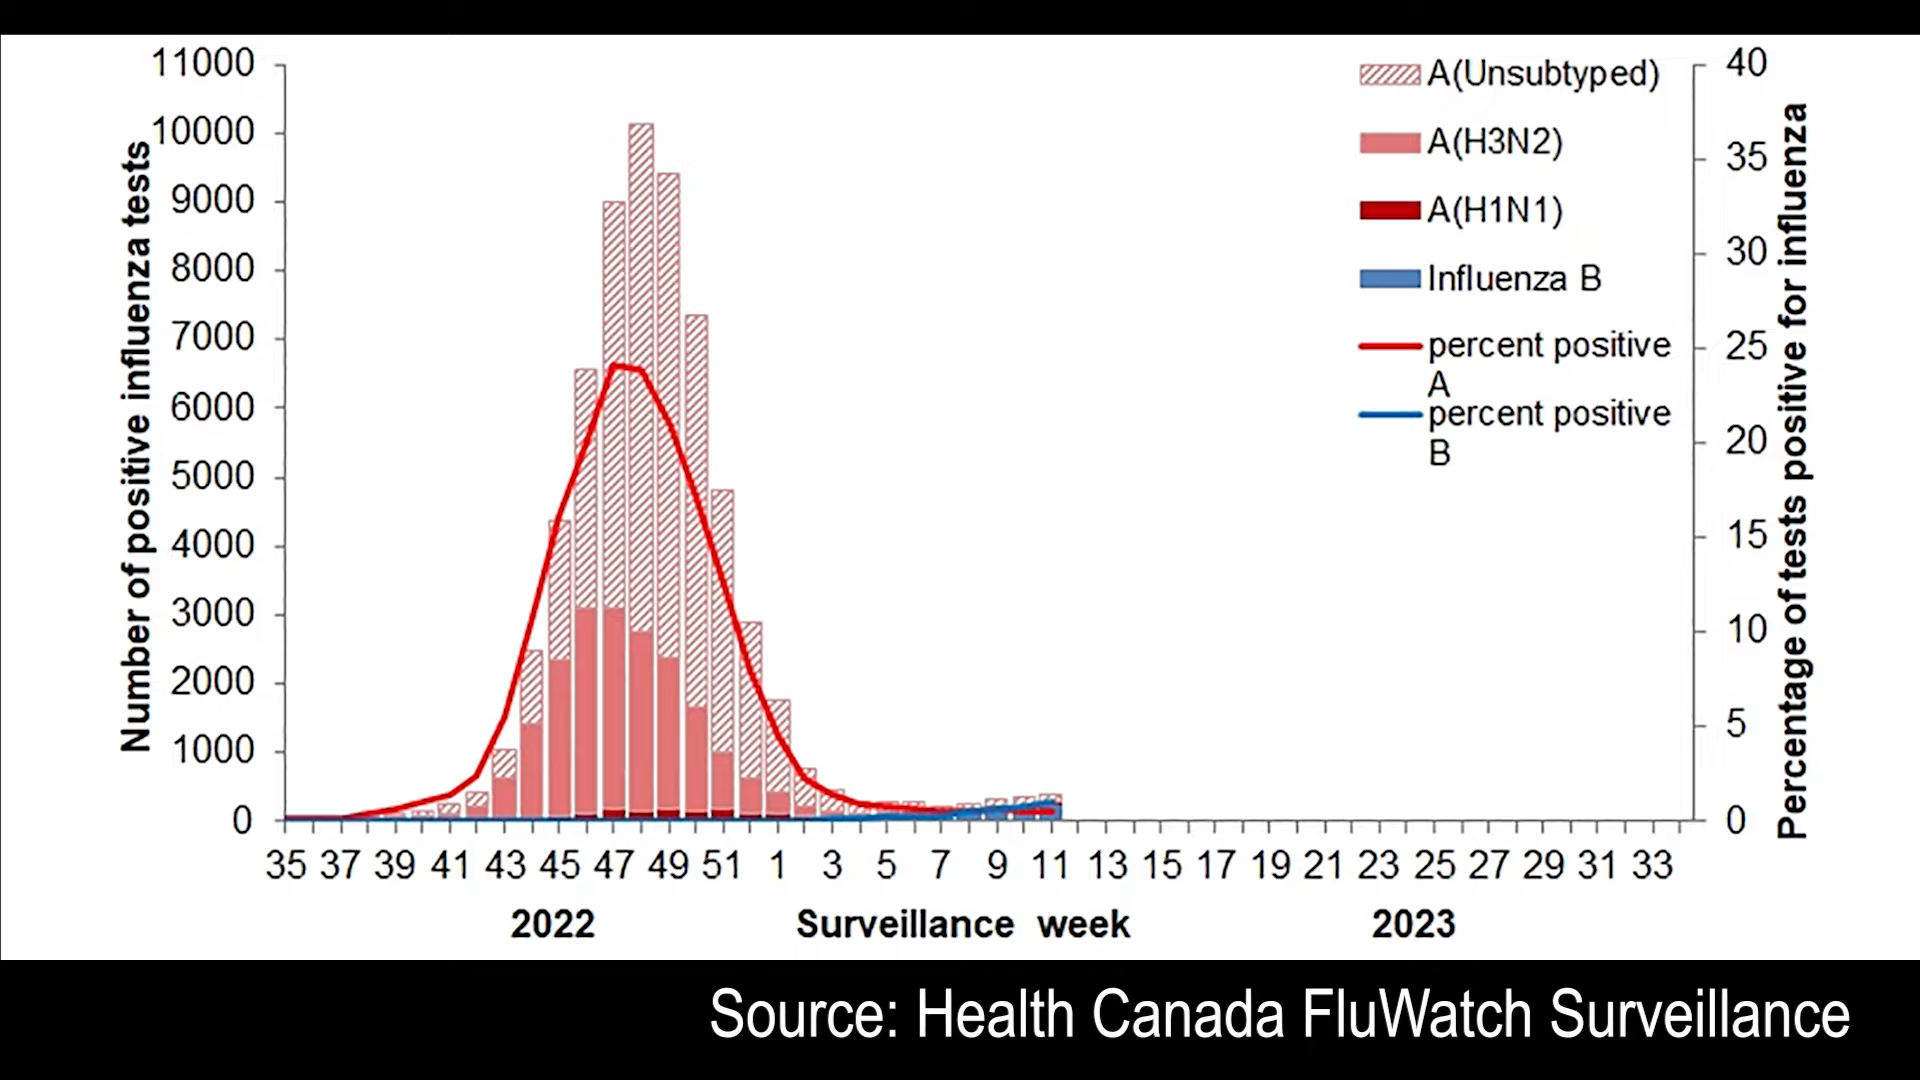 Number of positive influenza tests
11000
10000
9000
8000
7000
6000
5000
4000
3000
2000
1000
0
A(Unsubtyped)
A(H3N2)
A(H1N1)
Influenza B
percent positive
A
percent positive
B
40
35
30
25
20
15
10
5
0
Percentage of tests positive for influenza
35 37 39 41 43 45 47 49 51 1 3 5 7 9 11 13 15 17 19 21 23 25 27 29 31 33
2022 Surveillance week 2023
Source: Health Canada FluWatch Surveillance